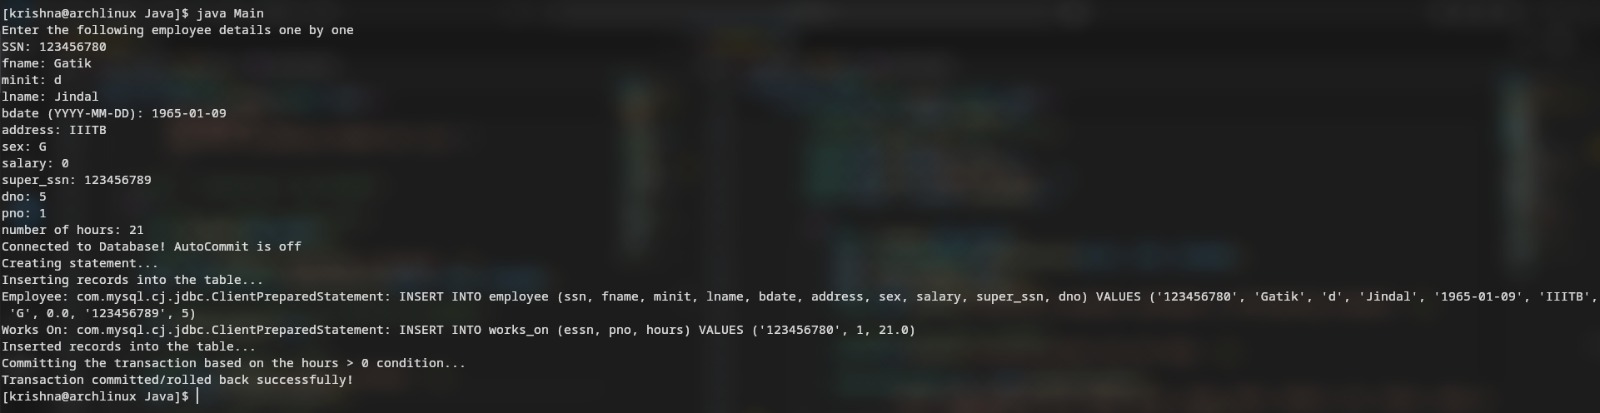 [krishna@archlinux Java]$ java Main
Enter the following employee details one by one
SSN: 123456780
fname: Gatik
minit: d
lname: Jindal
bdate (YYYY-MM-DD): 1965-01-09
address: IIITB
sex: G
salary: 0
super_ssn: 123456789
dno: 5
pno: 1
number of hours: 21
Connected to Database! AutoCommit is off
Creating statement...
Inserting records into the table...
Employee: com.mysql.cj.jdbc.ClientPreparedStatement: INSERT INTO employee (ssn, fname, minit, lname, bdate, address, sex, salary, super_ssn, dno) VALUES ('123456780', 'Gatik', 'd', 'Jindal', '1965-01-09', 'IIITB',
 'G', 0.0, '123456789', 5)
Works On: com.mysql.cj.jdbc.ClientPreparedStatement: INSERT INTO works_on (essn, pno, hours) VALUES ('123456780', 1, 21.0)
Inserted records into the table...
Committing the transaction based on the hours > 0 condition...
Transaction committed/rolled back successfully!
[krishna@archlinux Java]$